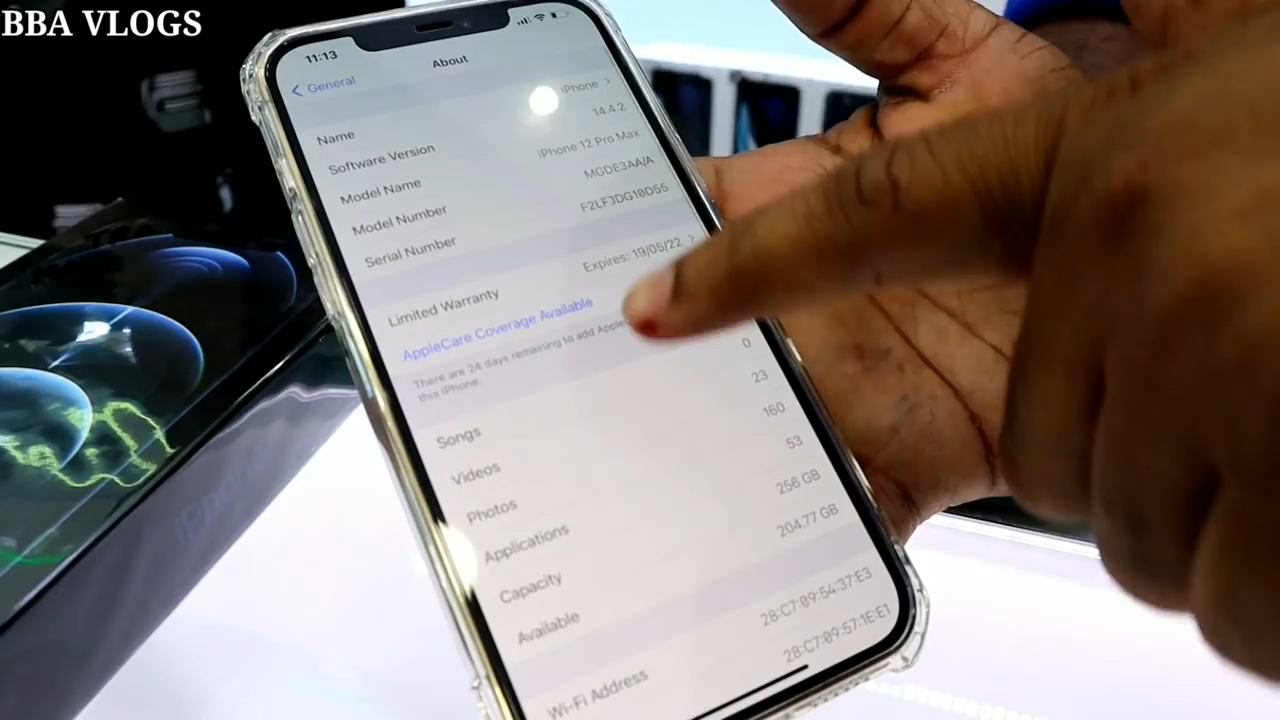 BBA VLOGS
11:13
General
About
Name iPhone
Software Version 14.4.2
Model Name iPhone 12 Pro Max
Model Number MGDE3AA/A
Serial Number F2LFJDG10D55
Limited Warranty Expires: 19/05/22
AppleCare Coverage Available
There are 24 days remaining to add
this iPhone.
Songs 0
Videos 23
Photos 160
Applications 53
Capacity 256 GB
Available 204.77 GB
Wi-Fi Address 28:C7:09:54:37:E3
28:C7:09:57:1E:E1
iPhone